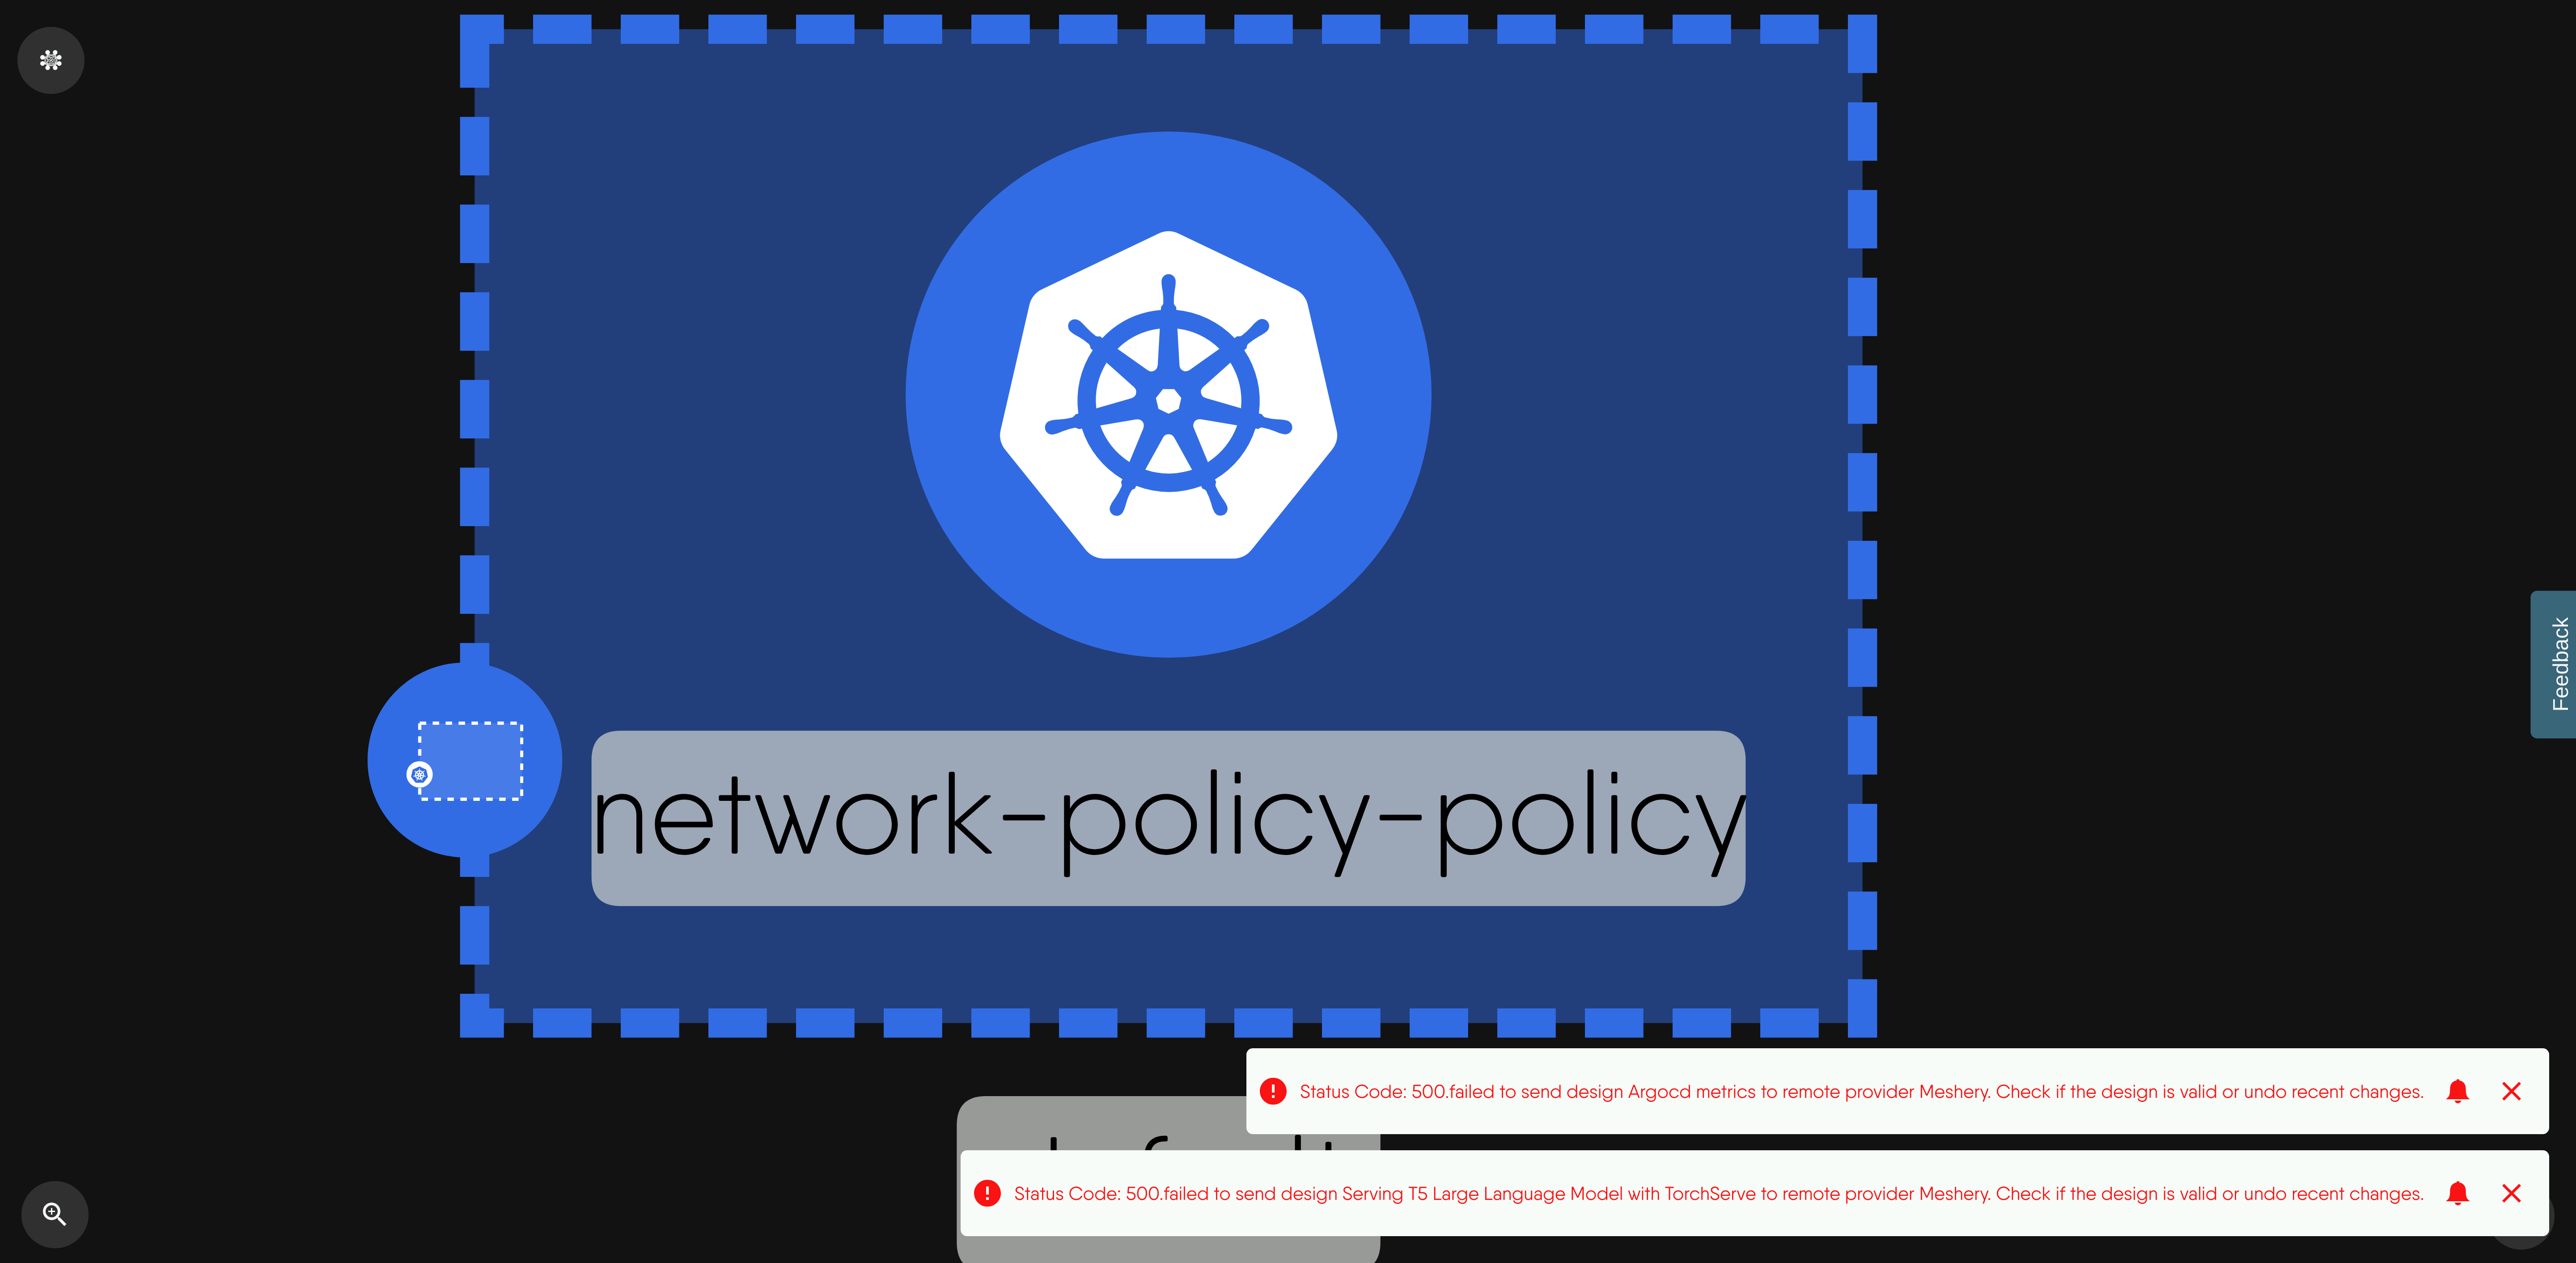 network-policy-policy
Feedback
Status Code: 500.failed to send design Argocd metrics to remote provider Meshery. Check if the design is valid or undo recent changes.
Status Code: 500.failed to send design Serving T5 Large Language Model with TorchServe to remote provider Meshery. Check if the design is valid or undo recent changes.